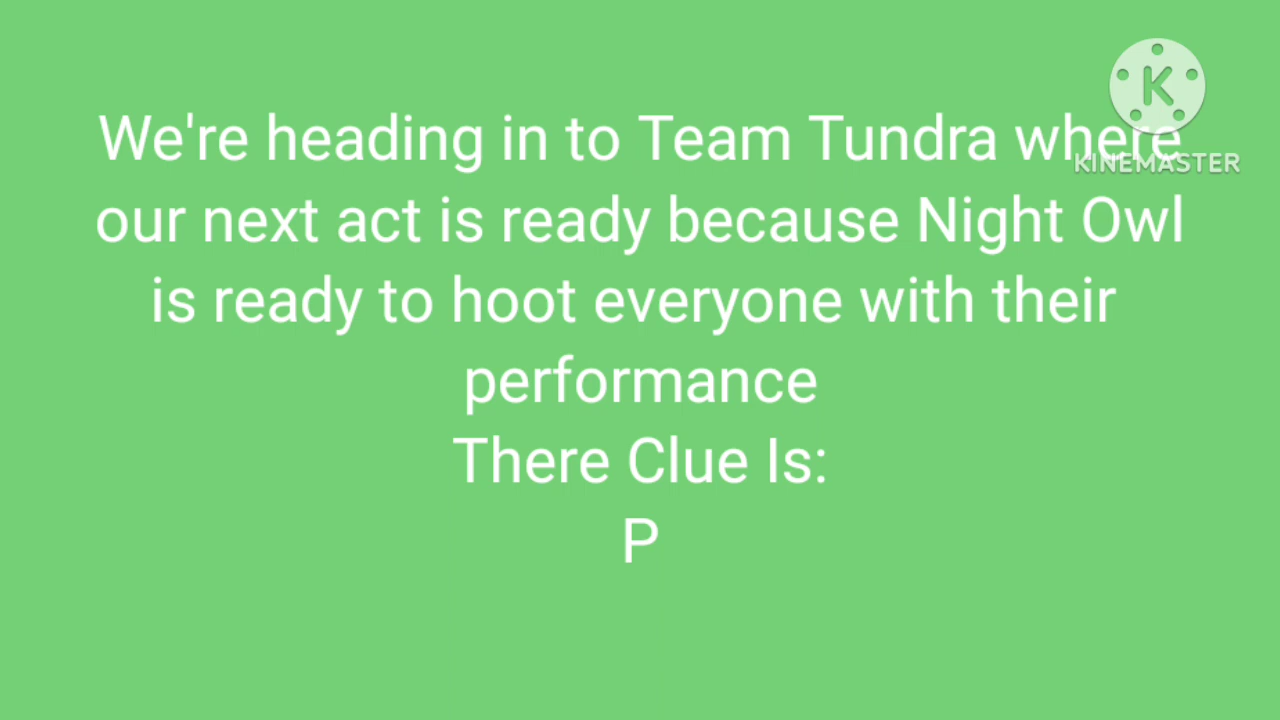 K
We're heading in to Team Tundra where
KINEMASTER
our next act is ready because Night Owl
is ready to hoot everyone with their
performance
There Clue Is:
P